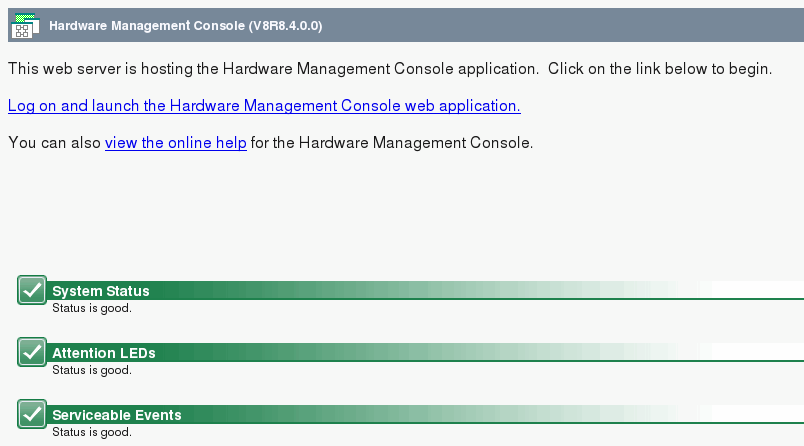 Hardware Management Console (V8R8.4.0.0)
This web server is hosting the Hardware Management Console application.  Click on the link below to begin.
Log on and launch the Hardware Management Console web application.
You can also view the online help for the Hardware Management Console.
System Status
Status is good.
Attention LEDs
Status is good.
Serviceable Events
Status is good.